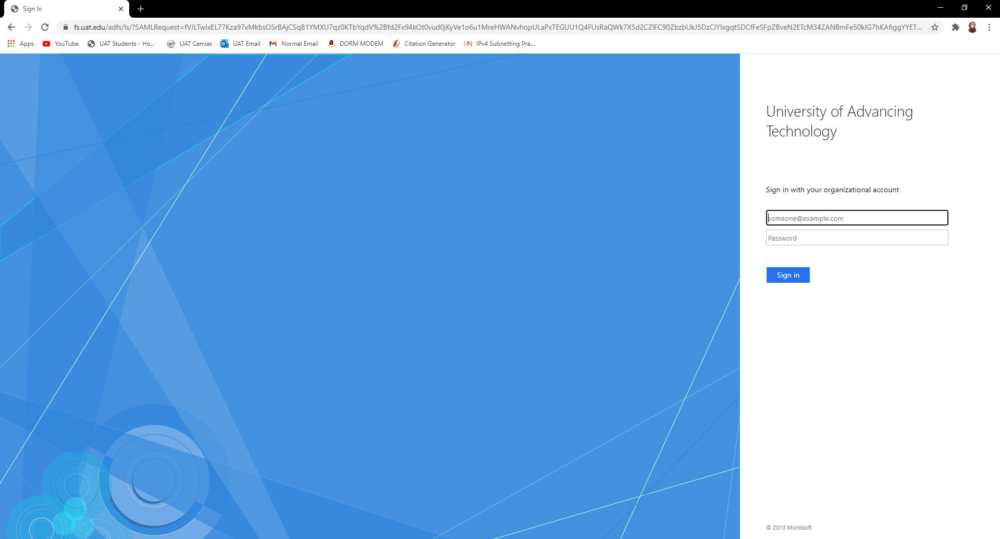 Sign In
fs.uat.edu/adfs/ls/?SAMLRequest=fVJLTwIxEL77Kza97xMkbsOSrBAjCSqB1YMXU7qz0KTbYqdV%2Bfd2Fx94kOt0vud0jKyVe1o6u1MreHWANvhopULaPxTEGUU1Q4FUsRaQWk7X5d2CZlFC90ZbzbUkJ5DzCIYIxgqtSDCfFeSFpZBveN2ETcM34ZANBmFe50klG7hKAfiggYYET...
Apps YouTube UAT Students - Ho... UAT Canvas UAT Email Normal Email DORM MODEM Citation Generator IPv4 Subnetting Pra...
University of Advancing
Technology
Sign in with your organizational account
someone@example.com
Password
Sign in
© 2013 Microsoft